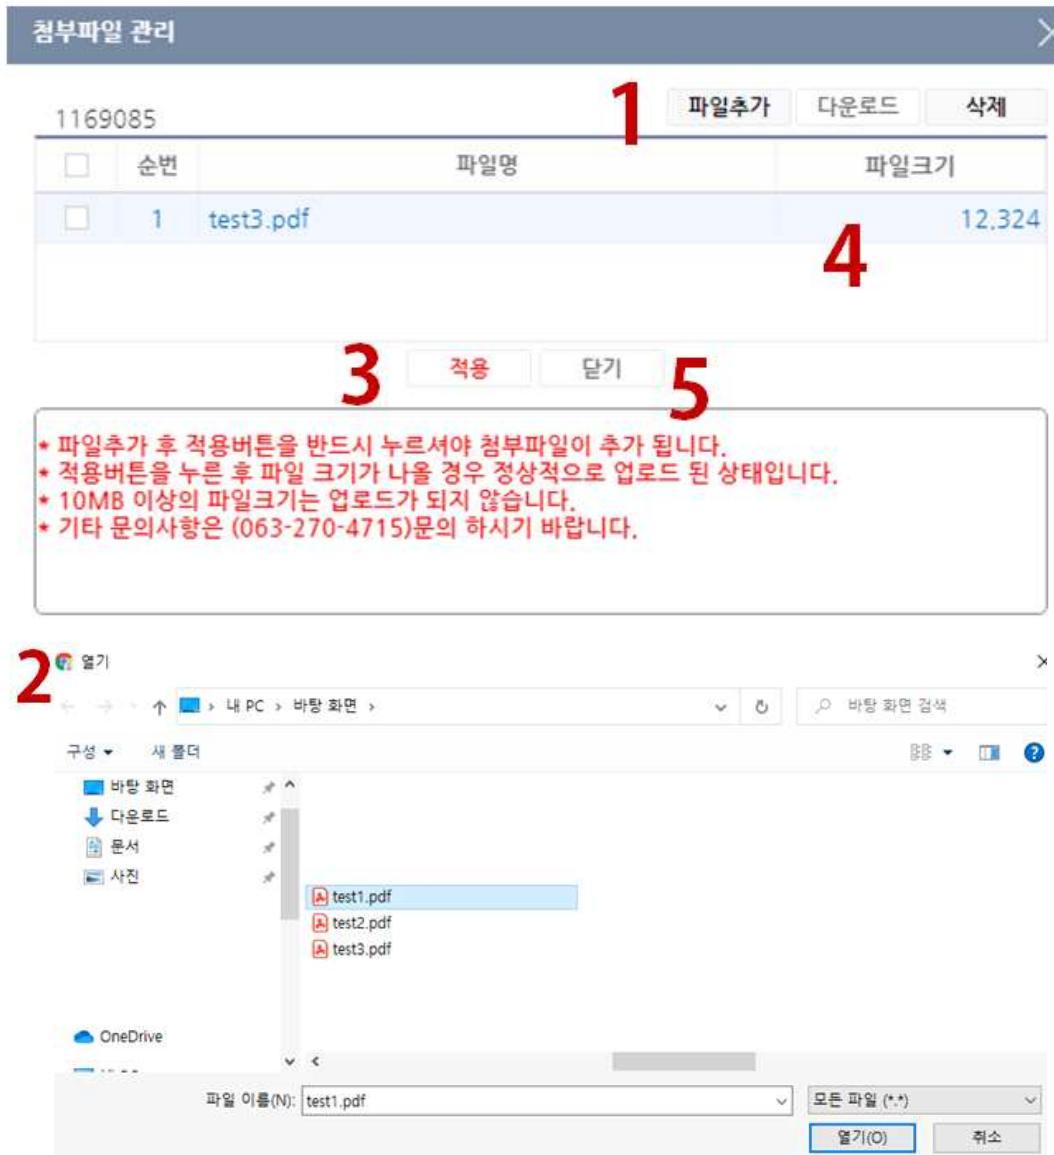 첨부파일 관리
1169085
1
파일추가 다운로드 삭제
순번 파일명 파일크기
1 test3.pdf 12,324
4
3 적용 닫기 5
* 파일추가 후 적용버튼을 반드시 누르셔야 첨부파일이 추가 됩니다.
* 적용버튼을 누른 후 파일 크기가 나올 경우 정상적으로 업로드 된 상태입니다.
* 10MB 이상의 파일크기는 업로드가 되지 않습니다.
* 기타 문의사항은 (063-270-4715)문의 하시기 바랍니다.
2 열기
내 PC > 바탕 화면 > 바탕 화면 검색
구성 새 폴더
바탕 화면
다운로드
문서
사진
test1.pdf
test2.pdf
test3.pdf
OneDrive
파일 이름(N): test1.pdf 모든 파일 (*.*)
열기(O) 취소